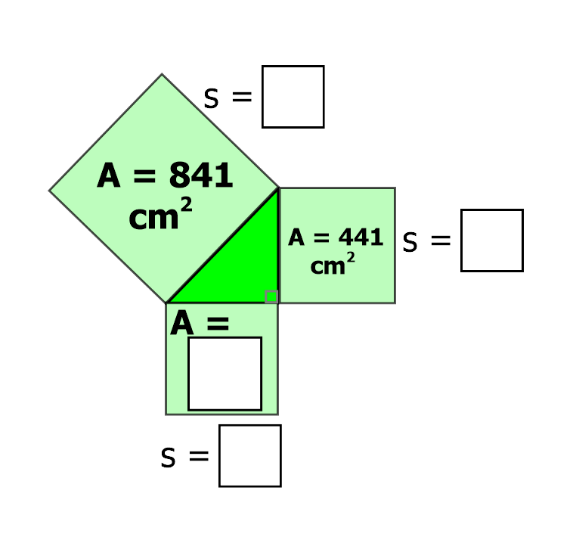 s =
A = 841
cm²
A = 441
cm²
s =
A =
s =